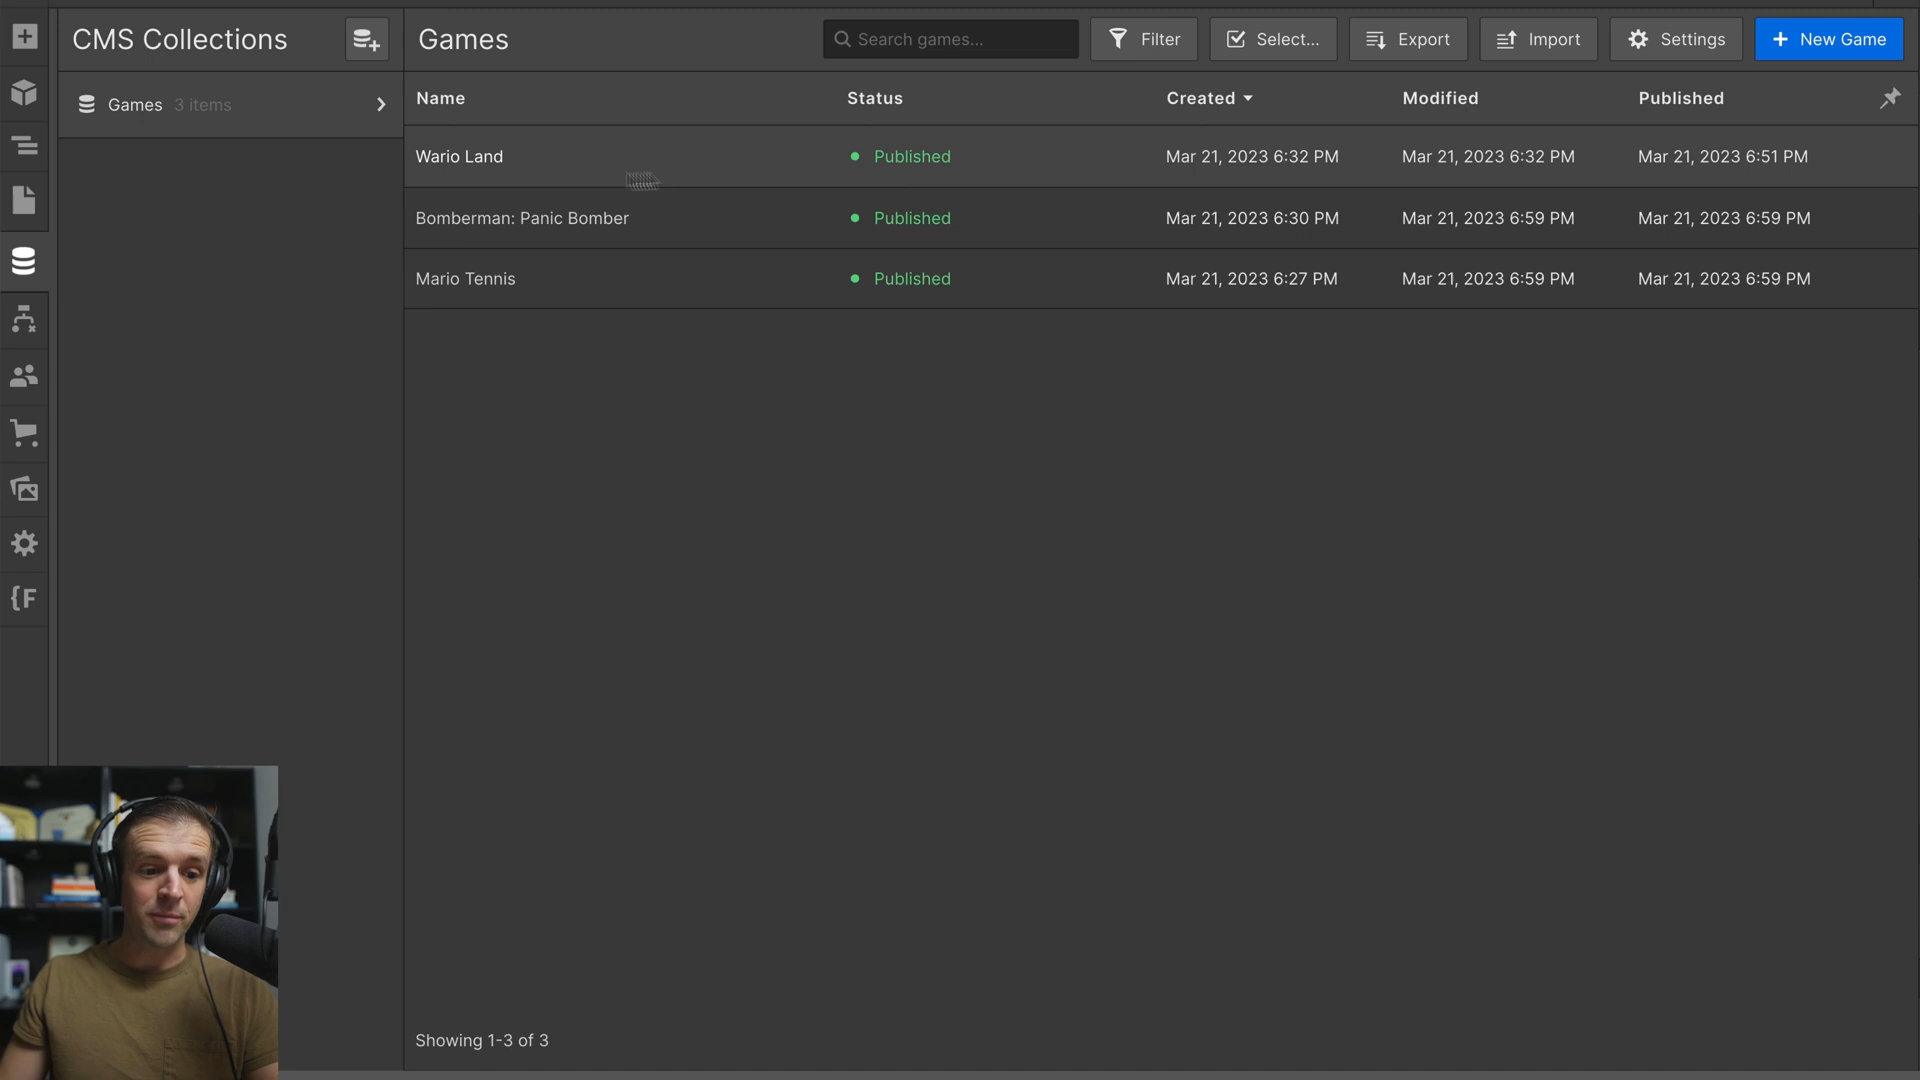 CMS Collections
Games 3 items
Games
Search games...
Filter
Select...
Export
Import
Settings
New Game
Name Status Created Modified Published
Wario Land Published Mar 21, 2023 6:32 PM Mar 21, 2023 6:32 PM Mar 21, 2023 6:51 PM
Bomberman: Panic Bomber Published Mar 21, 2023 6:30 PM Mar 21, 2023 6:59 PM Mar 21, 2023 6:59 PM
Mario Tennis Published Mar 21, 2023 6:27 PM Mar 21, 2023 6:59 PM Mar 21, 2023 6:59 PM
{F
Showing 1-3 of 3